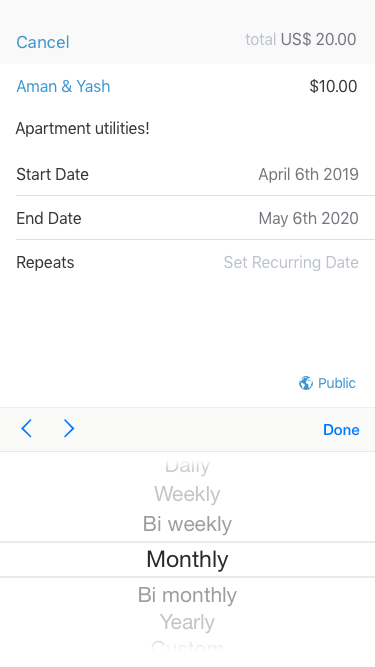 Cancel total US$ 20.00
Aman & Yash $10.00
Apartment utilities!
Start Date April 6th 2019
End Date May 6th 2020
Repeats Set Recurring Date
Public
Done
Daily
Weekly
Bi weekly
Monthly
Bi monthly
Yearly
Custom